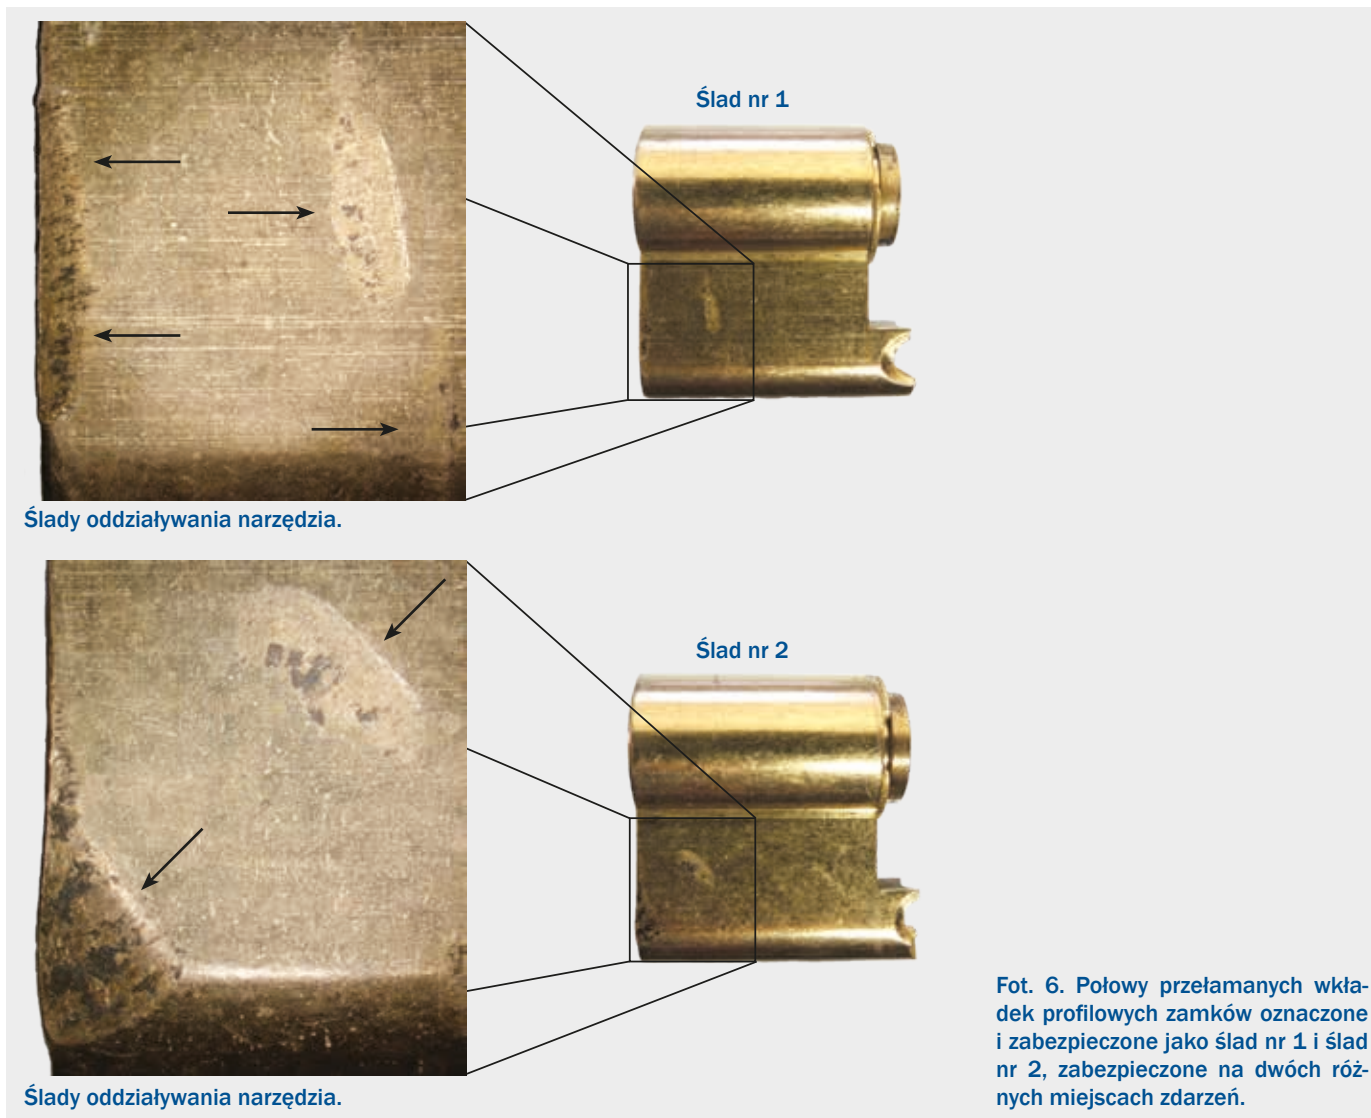 Ślad nr 1
Ślady oddziaływania narzędzia.
Ślad nr 2
Ślady oddziaływania narzędzia.
Fot. 6. Połowy przełamanych wkła-
dek profilowych zamków oznaczone
i zabezpieczone jako ślad nr 1 i ślad
nr 2, zabezpieczone na dwóch róż-
nych miejscach zdarzeń.